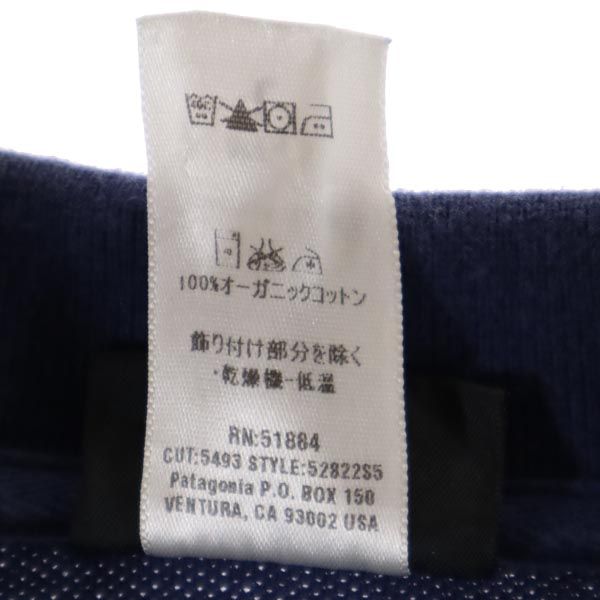 40C
100%オーガニックコットン
飾り付け部分を除く
・乾燥機-低温
RN:51884
CUT:5493 STYLE:52822S5
Patagonia P.O. BOX 150
VENTURA, CA 93002 USA